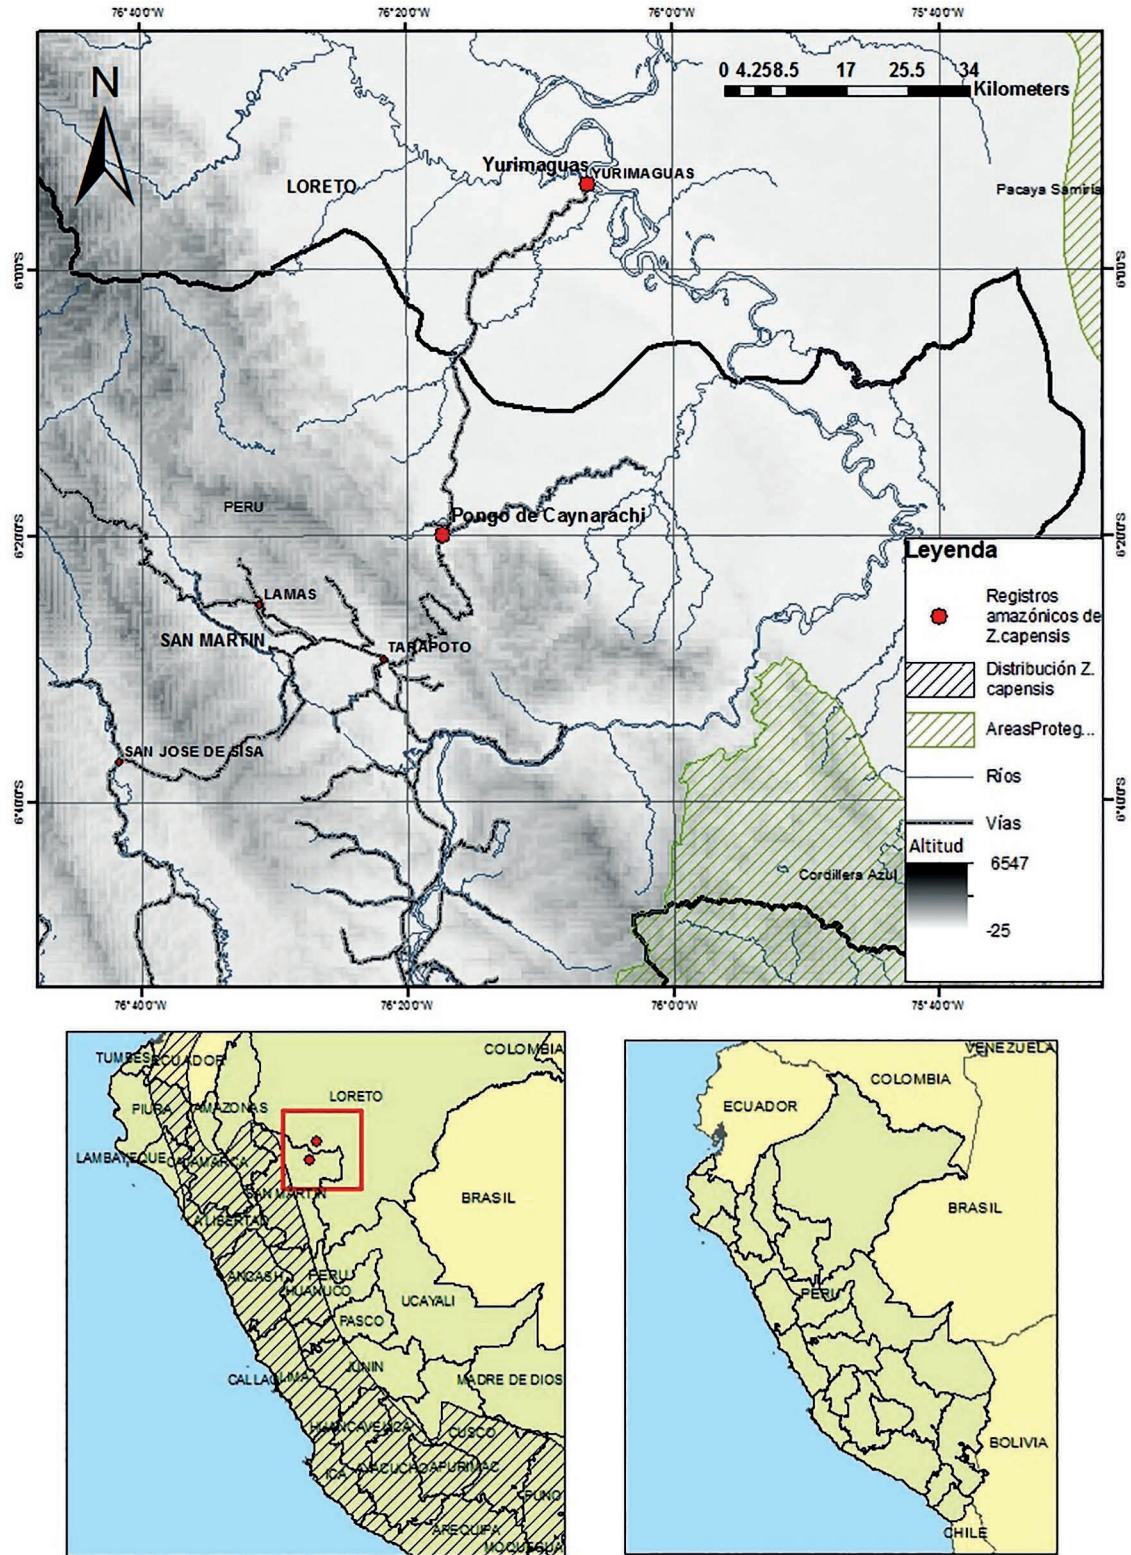 76°40'0"W 76°20'0"W 76°0'0"W 75°40'0"W
N
0 4.25 8.5 17 25.5 34
Kilometers
Yurimaguas
YURIMAGUAS
LORETO
Pacaya Samiria
6°0'0"S 6°0'0"S
PERU
Pongo de Caynarachi
6°20'0"S 6°20'0"S
LAMAS
SAN MARTIN
TARAPOTO
SAN JOSE DE SISA
6°40'0"S 6°40'0"S
Cordillera Azul
Leyenda
Registros
amazónicos de
Z.capensis
Distribución Z.
capensis
AreasProteg...
Ríos
Vías
Altitud
6547
-25
76°40'0"W 76°20'0"W 76°0'0"W 75°40'0"W
TUMBES
ECUADOR
COLOMBIA
LORETO
PIURA
AMAZONAS
LAMBAYEQUE
CAJAMARCA
SAN MARTIN
LA LIBERTAD
BRASIL
ANCASH
PERU
HUANUCO
UCAYALI
PASCO
JUNIN
CALLAO
LIMA
MADRE DE DIOS
HUANCAVELICA
CUSCO
ICA
AYACUCHO
APURIMAC
PUNO
AREQUIPA
MOQUEGUA
VENEZUELA
COLOMBIA
ECUADOR
BRASIL
PERU
BOLIVIA
CHILE